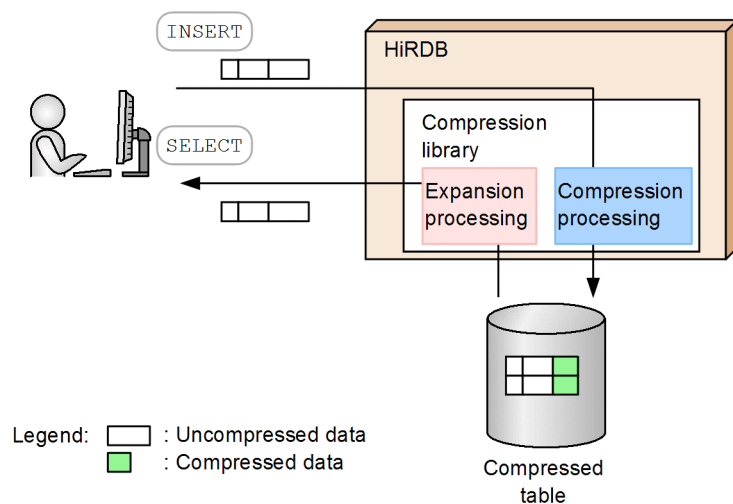 INSERT
HiRDB
Compression
library
SELECT
Expansion
processing
Compression
processing
Legend:
: Uncompressed data
: Compressed data
Compressed
table